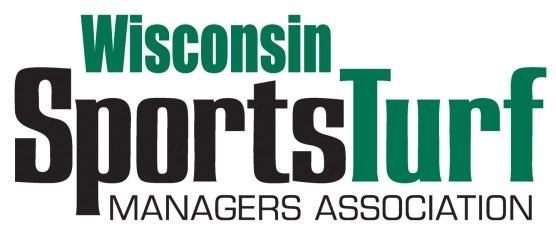 Wisconsin
SportsTurf
MANAGERS ASSOCIATION